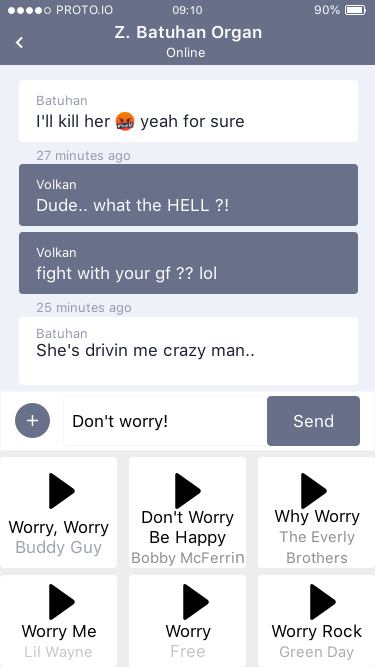 PROTO.IO 09:10 90%
Z. Batuhan Organ
Online
Batuhan
I'll kill her 🤬 yeah for sure
27 minutes ago
Volkan
Dude.. what the HELL ?!
Volkan
fight with your gf ?? lol
25 minutes ago
Batuhan
She's drivin me crazy man..
+ Don't worry! Send
Worry, Worry
Buddy Guy
Don't Worry
Be Happy
Bobby McFerrin
Why Worry
The Everly
Brothers
Worry Me
Lil Wayne
Worry
Free
Worry Rock
Green Day